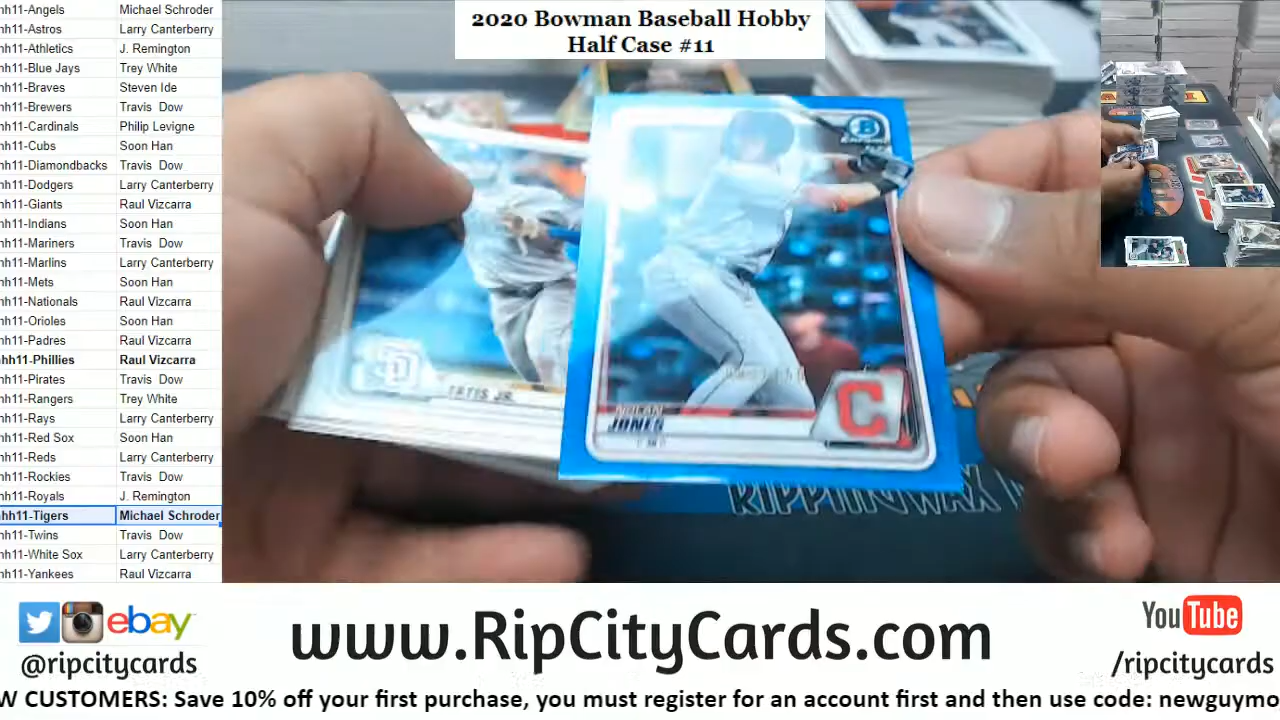 2020 Bowman Baseball Hobby
Half Case #11
hh11-Angels Michael Schroder
hh11-Astros Larry Canterberry
hh11-Athletics J. Remington
hh11-Blue Jays Trey White
hh11-Braves Steven Ide
hh11-Brewers Travis Dow
hh11-Cardinals Philip Levigne
hh11-Cubs Soon Han
hh11-Diamondbacks Travis Dow
hh11-Dodgers Larry Canterberry
hh11-Giants Raul Vizcarra
hh11-Indians Soon Han
hh11-Mariners Travis Dow
hh11-Marlins Larry Canterberry
hh11-Mets Soon Han
hh11-Nationals Raul Vizcarra
hh11-Orioles Soon Han
hh11-Padres Raul Vizcarra
hh11-Phillies Raul Vizcarra
hh11-Pirates Travis Dow
hh11-Rangers Trey White
hh11-Rays Larry Canterberry
hh11-Red Sox Soon Han
hh11-Reds Larry Canterberry
hh11-Rockies Travis Dow
hh11-Royals J. Remington
hh11-Tigers Michael Schroder
hh11-Twins Travis Dow
hh11-White Sox Larry Canterberry
hh11-Yankees Raul Vizcarra
B
SD
TATIS JR.
NOLAN
JONES
C
RIPPIN WAX
ebay
@ripcitycards
www.RipCityCards.com
YouTube
/ripcitycards
W CUSTOMERS: Save 10% off your first purchase, you must register for an account first and then use code: newguymo